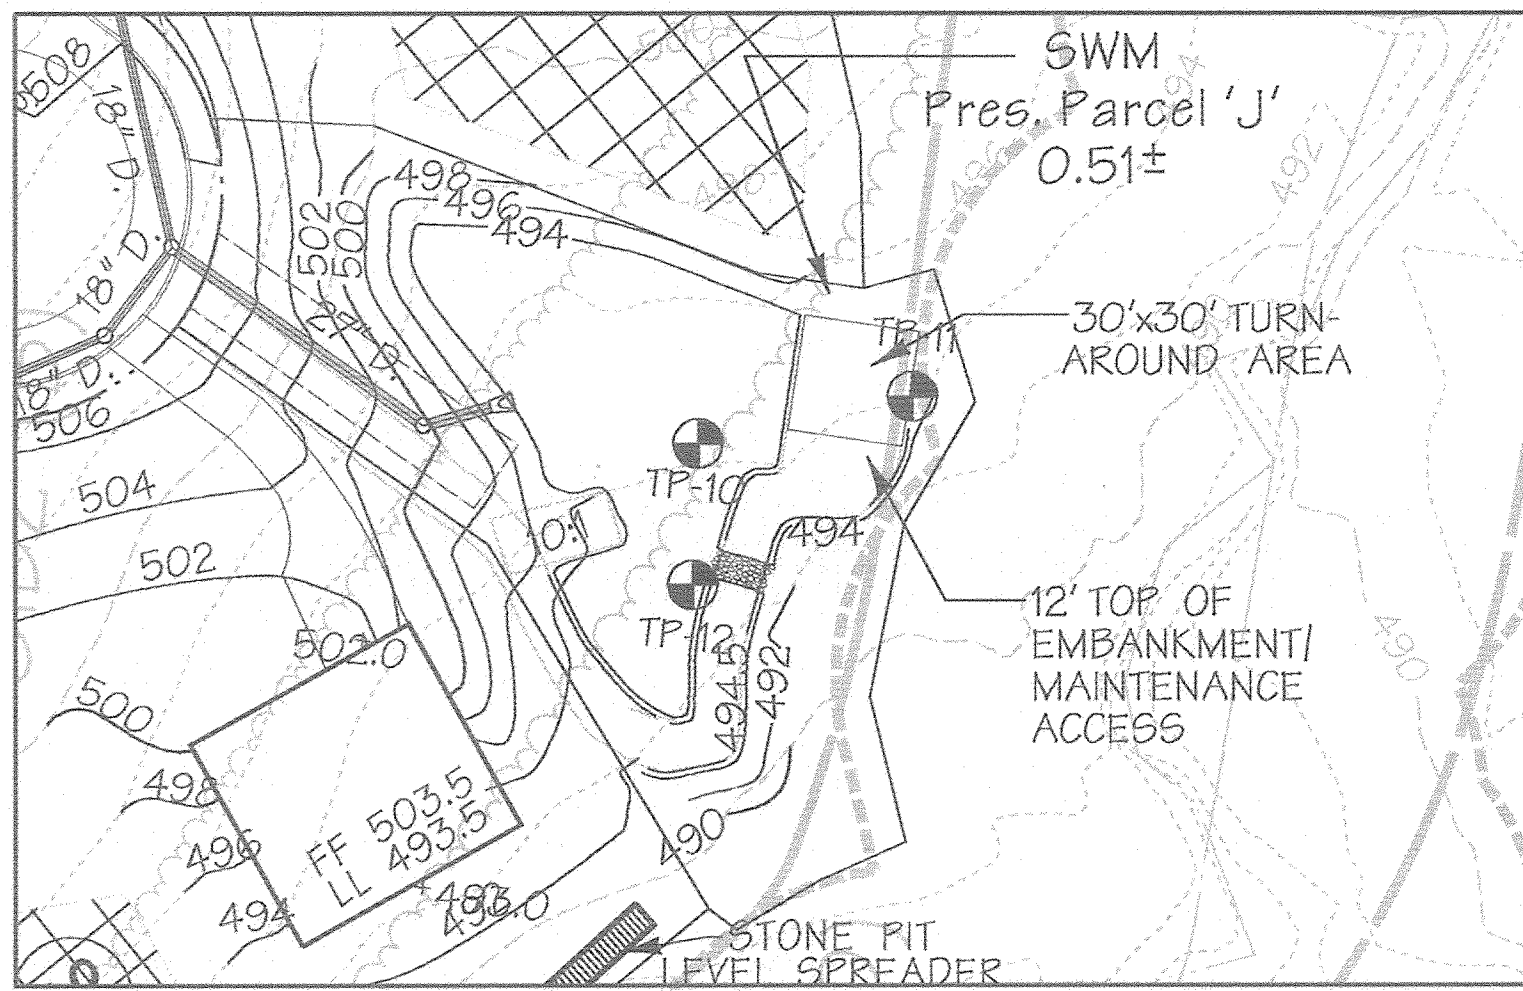 508
18" D.
SWM
Pres. Parcel 'J'
0.51±
494
496
492
498
496
494
502
500
18" D.
27" D.
18" D.
506
30'x30' TURN-
AROUND AREA
TP-11
TP-10
504
10:1
494
502
12' TOP OF
EMBANKMENT/
MAINTENANCE
ACCESS
TP-12
502.0
494.5
492
490
500
498
FF 503.5
LL 493.5
496
490
494
493.0
STONE PIT
LEVEL SPREADER